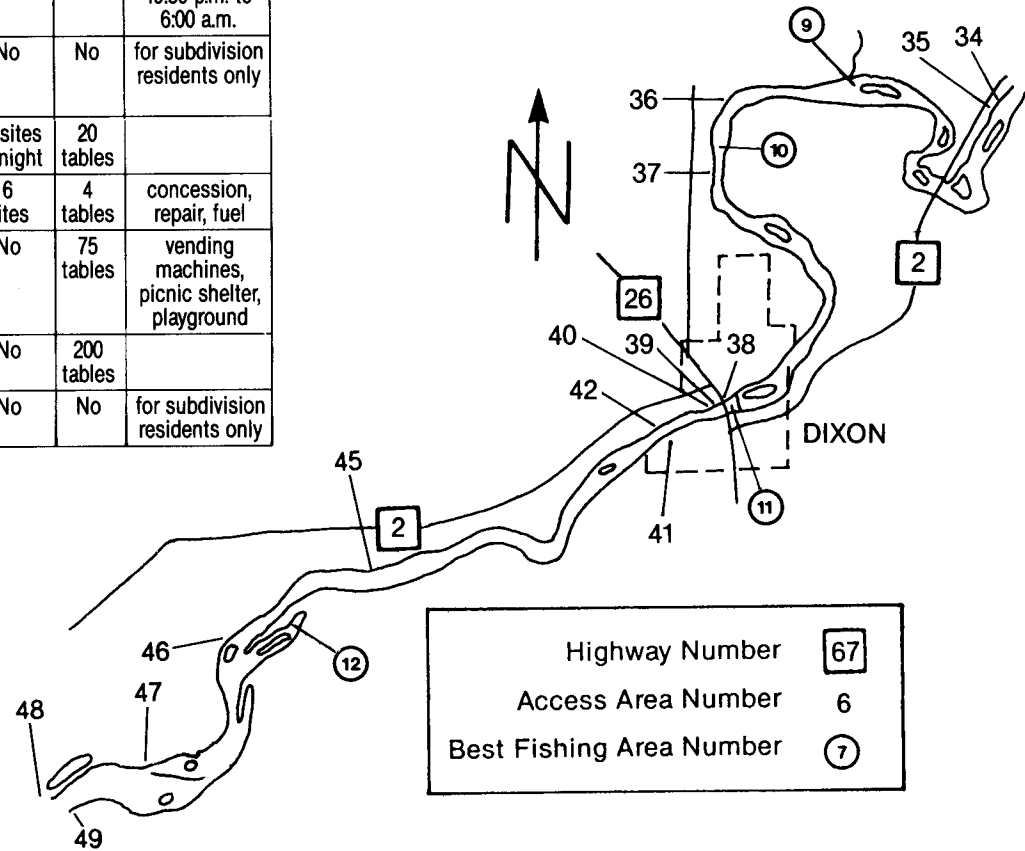 6:00 a.m.
No
No
for subdivision
residents only
sites
night
20
tables
6
4
tables
concession,
repair, fuel
No
75
tables
vending
machines,
picnic shelter,
playground
No
200
tables
No
No
for subdivision
residents only
9
35
34
36
10
37
N
2
26
40
39
38
42
DIXON
45
11
41
2
46
12
47
48
49
Highway Number 67
Access Area Number 6
Best Fishing Area Number 7